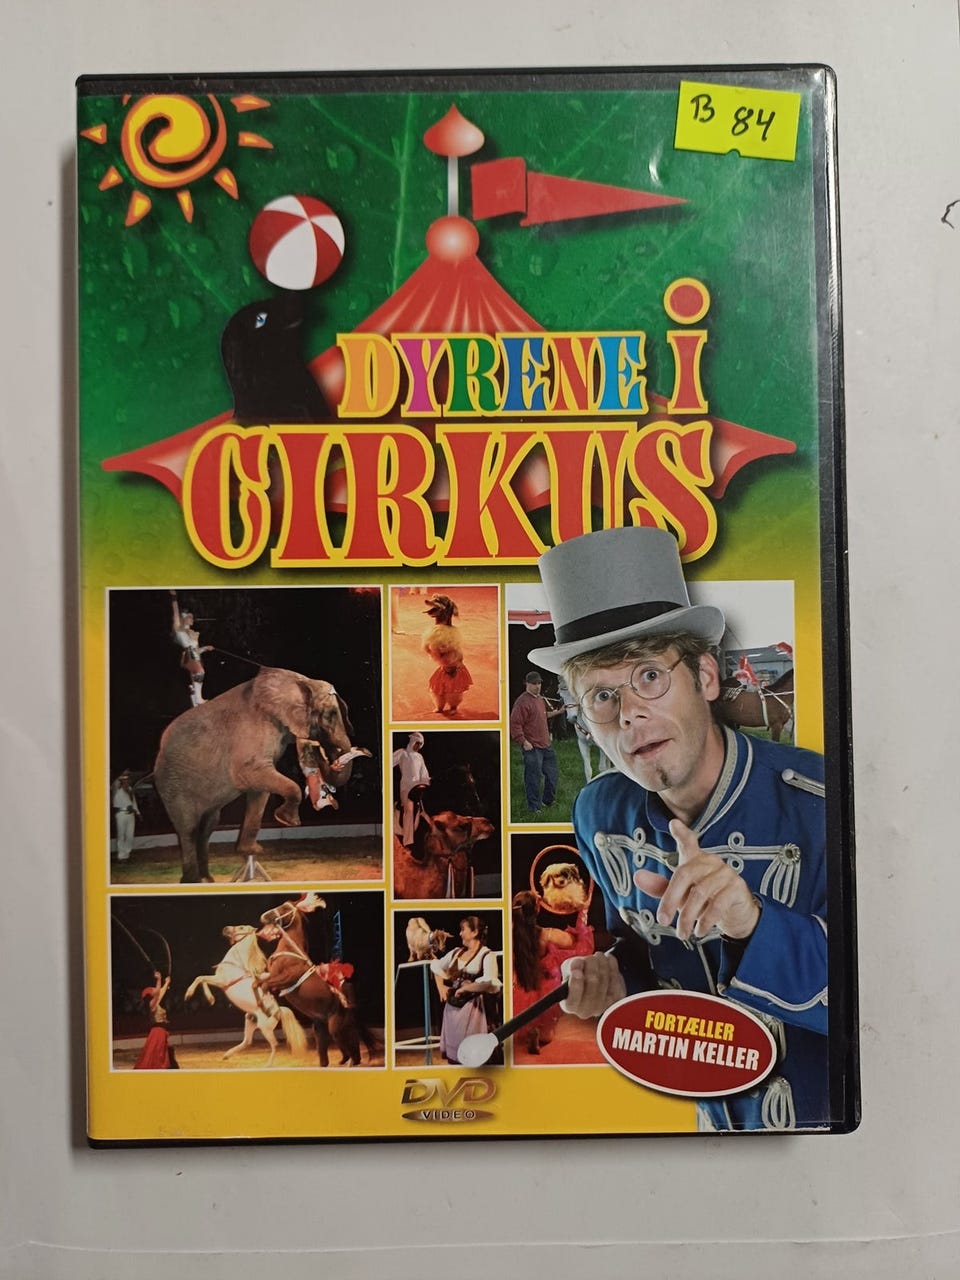 B 84
DYRENE i
CIRKUS
FORTÆLLER
MARTIN KELLER
DVD
VIDEO